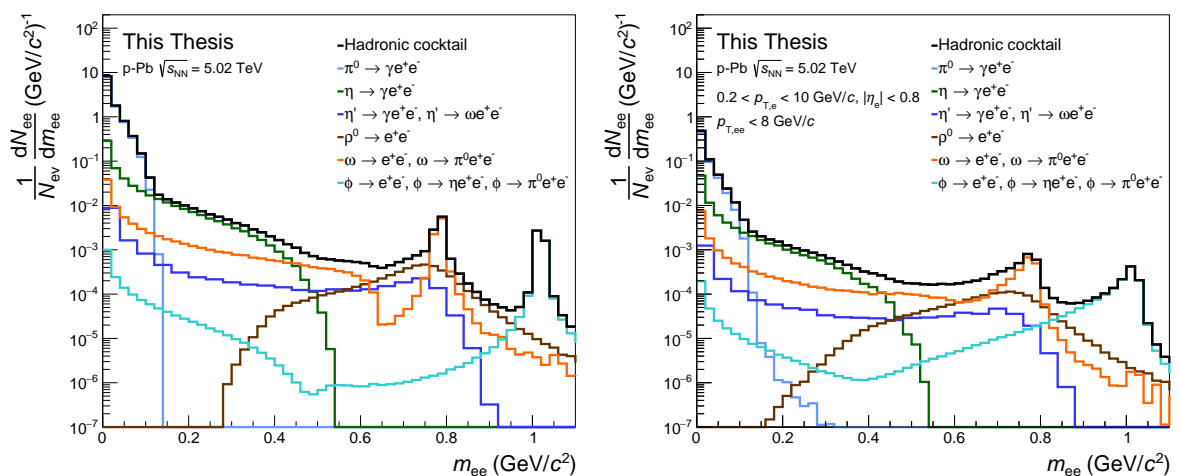 This Thesis
p-Pb √s_NN = 5.02 TeV
Hadronic cocktail
π⁰ → γe⁺e⁻
η → γe⁺e⁻
η' → γe⁺e⁻, η' → ωe⁺e⁻
ρ⁰ → e⁺e⁻
ω → e⁺e⁻, ω → π⁰e⁺e⁻
ϕ → e⁺e⁻, ϕ → ηe⁺e⁻, ϕ → π⁰e⁺e⁻
1/N_ev dN_ee/dm_ee (GeV/c²)⁻¹
10²
10
1
10⁻¹
10⁻²
10⁻³
10⁻⁴
10⁻⁵
10⁻⁶
10⁻⁷
0 0.2 0.4 0.6 0.8 1
m_ee (GeV/c²)
This Thesis
p-Pb √s_NN = 5.02 TeV
0.2 < p_T,e < 10 GeV/c, |η_e| < 0.8
p_T,ee < 8 GeV/c
Hadronic cocktail
π⁰ → γe⁺e⁻
η → γe⁺e⁻
η' → γe⁺e⁻, η' → ωe⁺e⁻
ρ⁰ → e⁺e⁻
ω → e⁺e⁻, ω → π⁰e⁺e⁻
ϕ → e⁺e⁻, ϕ → ηe⁺e⁻, ϕ → π⁰e⁺e⁻
1/N_ev dN_ee/dm_ee (GeV/c²)⁻¹
10²
10
1
10⁻¹
10⁻²
10⁻³
10⁻⁴
10⁻⁵
10⁻⁶
10⁻⁷
0 0.2 0.4 0.6 0.8 1
m_ee (GeV/c²)